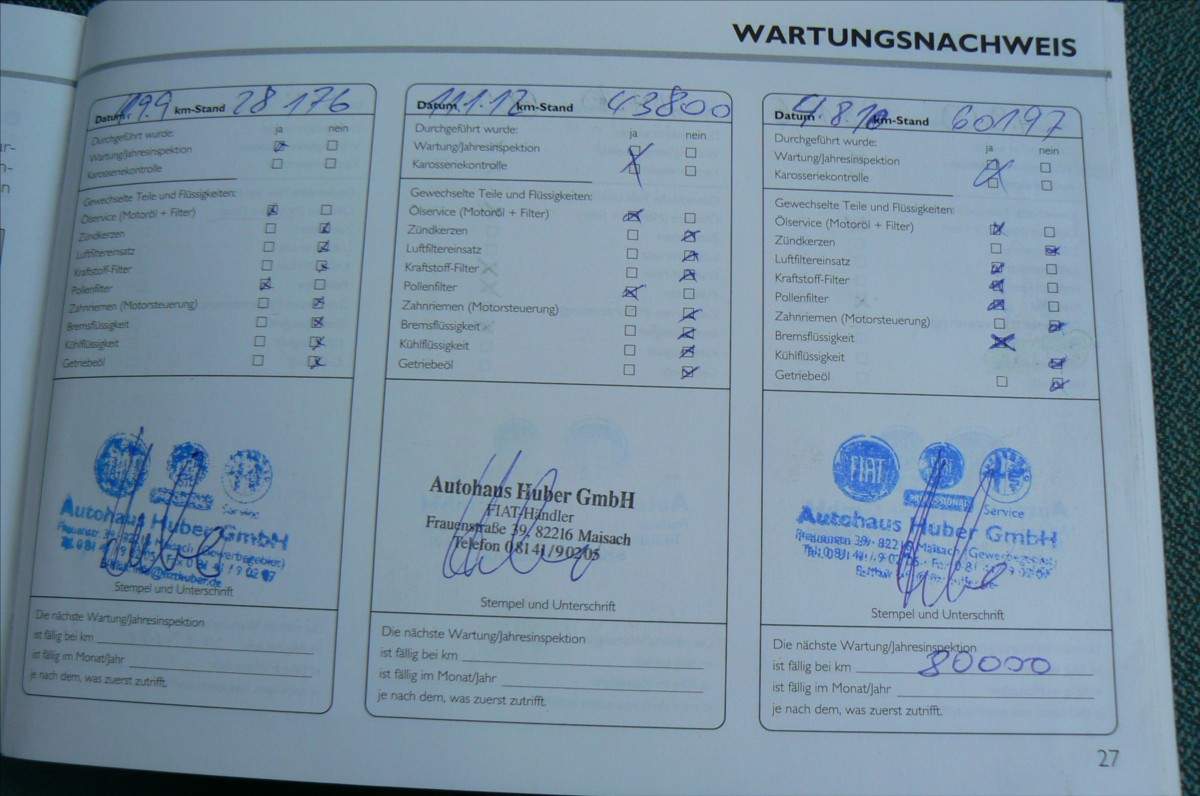 WARTUNGSNACHWEIS
Datum km-Stand 28 176
Durchgeführt wurde: ja nein
Wartung/Jahresinspektion
Karosseriekontrolle
Gewechselte Teile und Flüssigkeiten:
Ölservice (Motoröl + Filter)
Zündkerzen
Luftfiltereinsatz
Kraftstoff-Filter
Pollenfilter
Zahnriemen (Motorsteuerung)
Bremsflüssigkeit
Kühlflüssigkeit
Getriebeöl
Service
Autohaus Huber GmbH
Stempel und Unterschrift
Die nächste Wartung/Jahresinspektion
ist fällig bei km
ist fällig im Monat/Jahr
je nach dem, was zuerst zutrifft.
Datum km-Stand 43800
Durchgeführt wurde: ja nein
Wartung/Jahresinspektion
Karosseriekontrolle
Gewechselte Teile und Flüssigkeiten:
Ölservice (Motoröl + Filter)
Zündkerzen
Luftfiltereinsatz
Kraftstoff-Filter
Pollenfilter
Zahnriemen (Motorsteuerung)
Bremsflüssigkeit
Kühlflüssigkeit
Getriebeöl
Autohaus Huber GmbH
FIAT-Händler
Frauenstraße 39/82216 Maisach
Telefon 08141/90205
Stempel und Unterschrift
Die nächste Wartung/Jahresinspektion
ist fällig bei km
ist fällig im Monat/Jahr
je nach dem, was zuerst zutrifft.
Datum km-Stand 60197
Durchgeführt wurde: ja nein
Wartung/Jahresinspektion
Karosseriekontrolle
Gewechselte Teile und Flüssigkeiten:
Ölservice (Motoröl + Filter)
Zündkerzen
Luftfiltereinsatz
Kraftstoff-Filter
Pollenfilter
Zahnriemen (Motorsteuerung)
Bremsflüssigkeit
Kühlflüssigkeit
Getriebeöl
FIAT
Service
Autohaus Huber GmbH
Stempel und Unterschrift
Die nächste Wartung/Jahresinspektion
ist fällig bei km 80000
ist fällig im Monat/Jahr
je nach dem, was zuerst zutrifft.
27